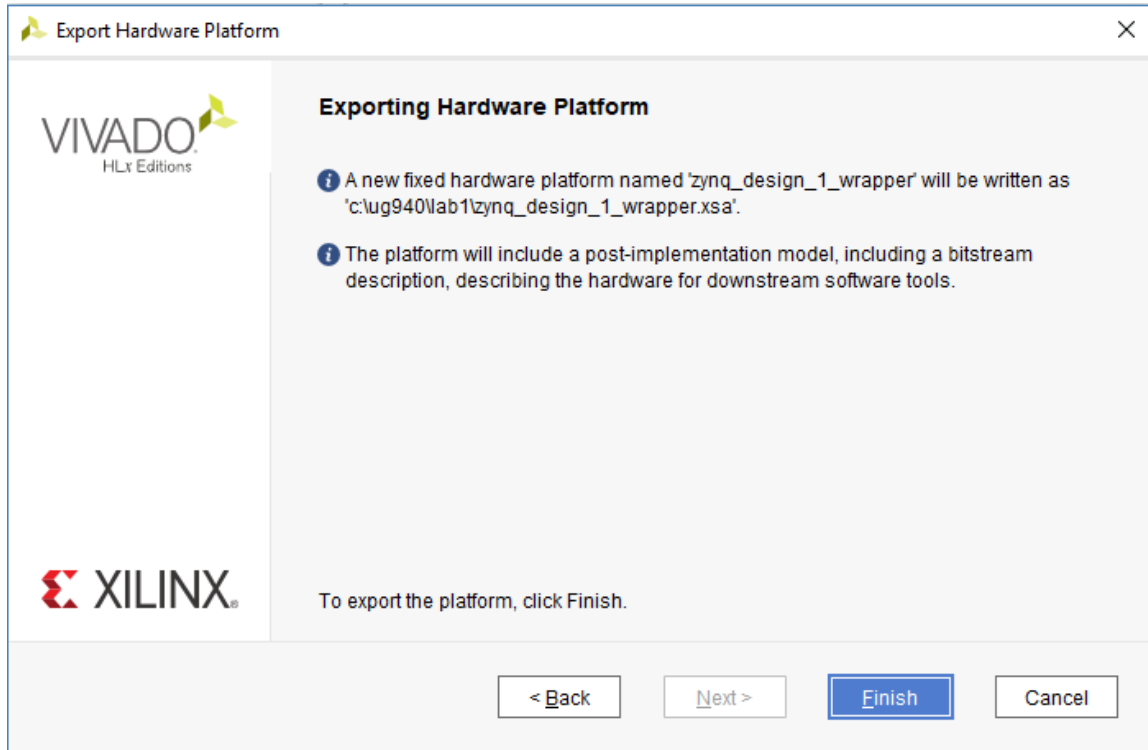 Export Hardware Platform
VIVADO.
HLx Editions
Exporting Hardware Platform
A new fixed hardware platform named 'zynq_design_1_wrapper' will be written as
'c:\ug940\lab1\zynq_design_1_wrapper.xsa'.
The platform will include a post-implementation model, including a bitstream
description, describing the hardware for downstream software tools.
XILINX®
To export the platform, click Finish.
< Back
Next >
Finish
Cancel